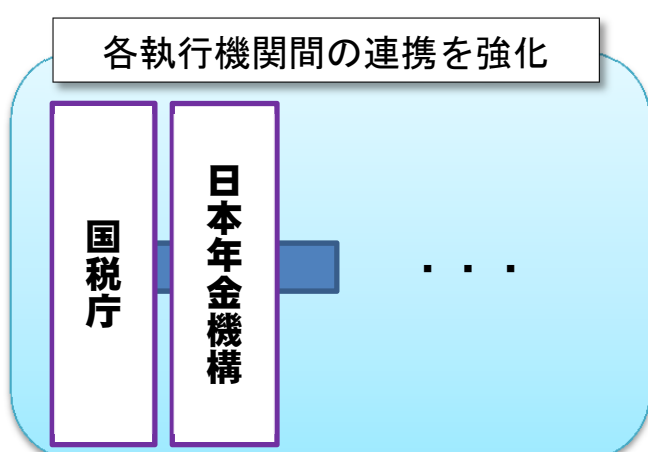 各執行機関間の連携を強化
国税庁
日本年金機構
・・・